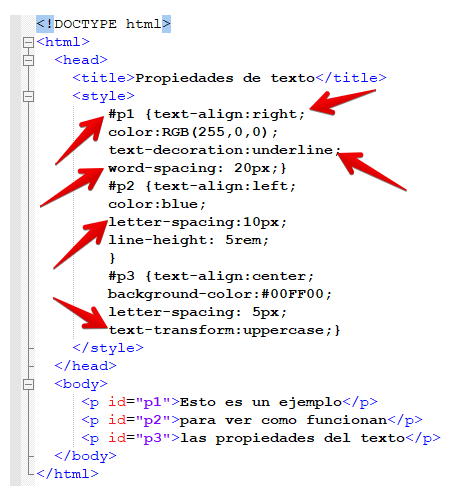 <!DOCTYPE html>
<html>
<head>
<title>Propiedades de texto</title>
<style>
#p1 {text-align:right;
color:RGB(255,0,0);
text-decoration:underline;
word-spacing: 20px;}
#p2 {text-align:left;
color:blue;
letter-spacing:10px;
line-height: 5rem;
}
#p3 {text-align:center;
background-color:#00FF00;
letter-spacing: 5px;
text-transform:uppercase;}
</style>
</head>
<body>
<p id="p1">Esto es un ejemplo</p>
<p id="p2">para ver como funcionan</p>
<p id="p3">las propiedades del texto</p>
</body>
</html>